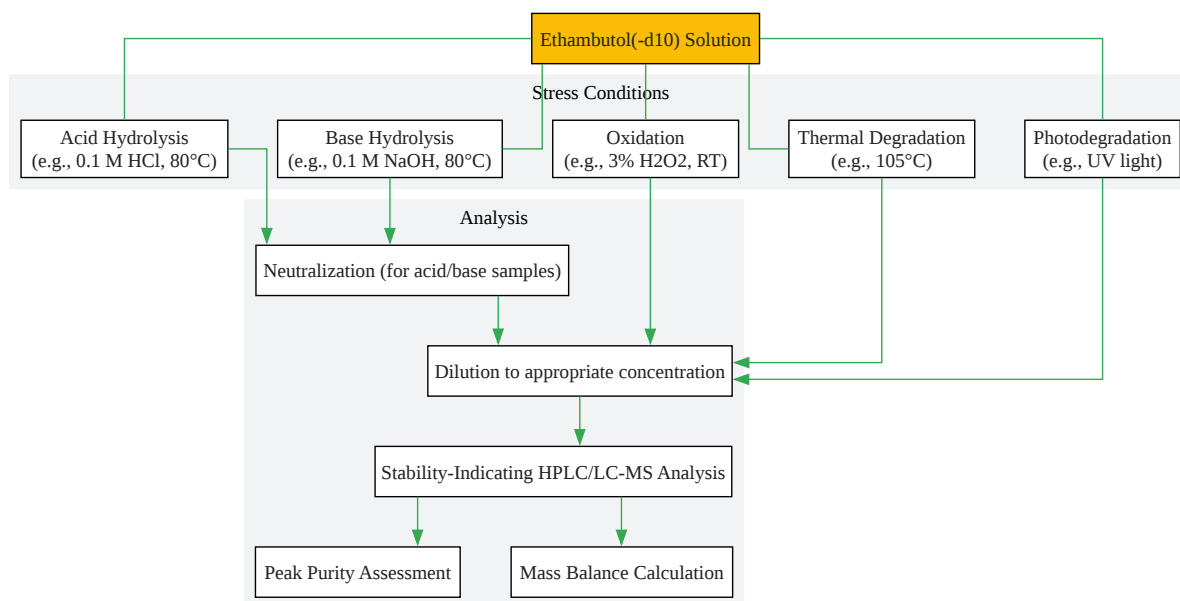 Ethambutol(-d10) Solution
Stress Conditions
Acid Hydrolysis
(e.g., 0.1 M HCl, 80°C)
Base Hydrolysis
(e.g., 0.1 M NaOH, 80°C)
Oxidation
(e.g., 3% H2O2, RT)
Thermal Degradation
(e.g., 105°C)
Photodegradation
(e.g., UV light)
Analysis
Neutralization (for acid/base samples)
Dilution to appropriate concentration
Stability-Indicating HPLC/LC-MS Analysis
Peak Purity Assessment
Mass Balance Calculation